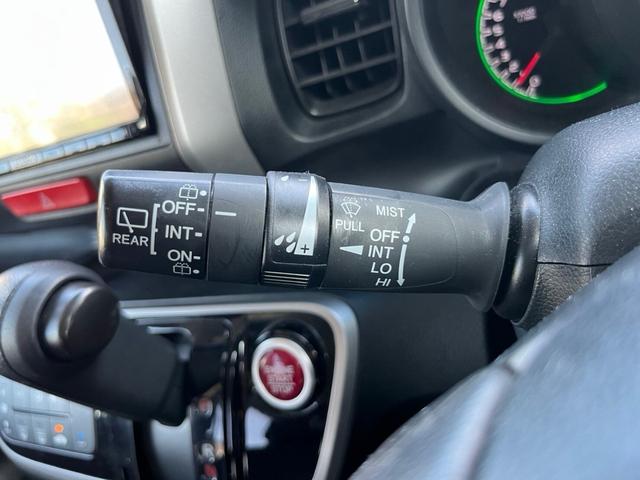 OFF
INT
ON
REAR
PULL
MIST
OFF
INT
LO
HI
ENGINE
START
STOP